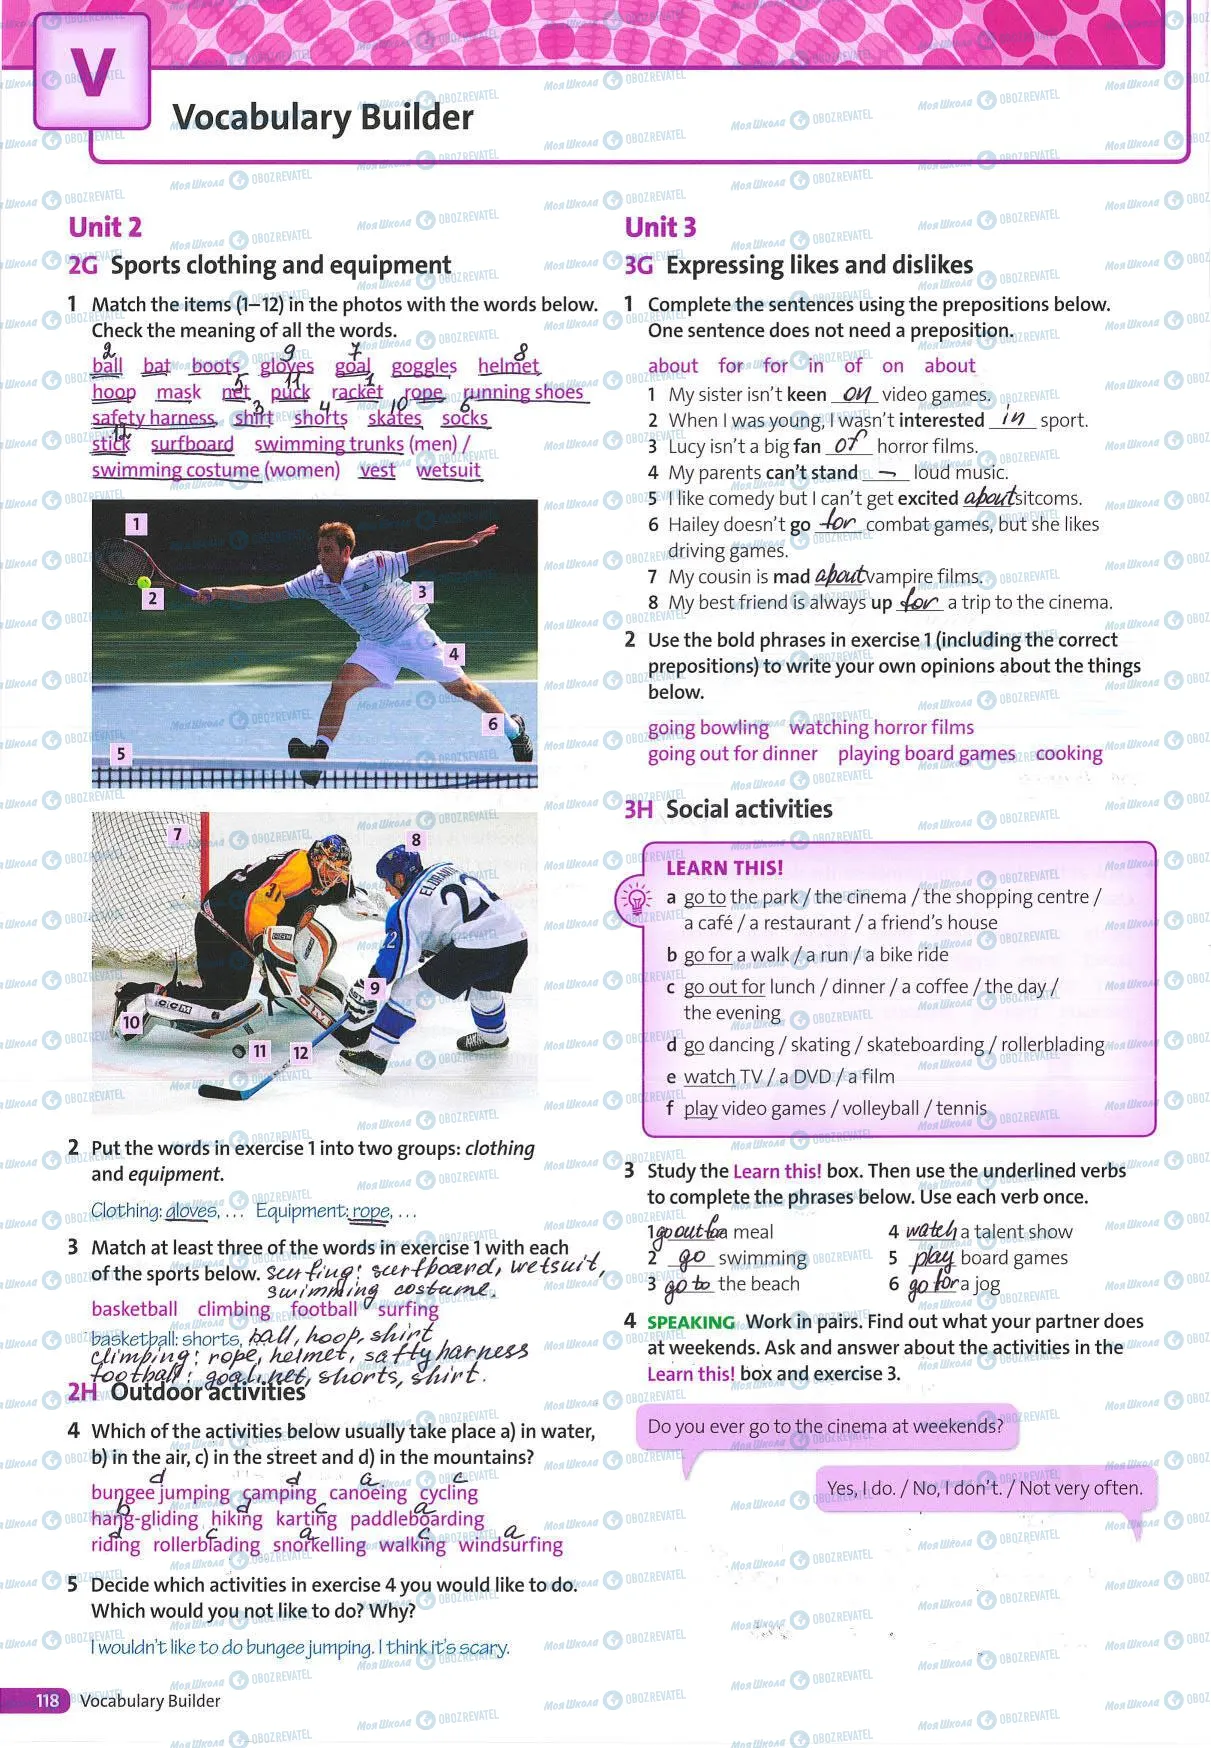 V
Vocabulary Builder
Unit 2
2G Sports clothing and equipment
1 Match the items (1–12) in the photos with the words below.
Check the meaning of all the words.
2 9 7 8
ball bat boots gloves goal goggles helmet
5 11 1
hoop mask net puck racket rope running shoes
3 4 10 6
safety harness shirt shorts skates socks
12
stick surfboard swimming trunks (men) /
swimming costume (women) vest wetsuit
1
2
3
4
5
6
7
8
ELORANTA
22
22
CCM
CCM
9
10
11
12
2 Put the words in exercise 1 into two groups: clothing
and equipment.
Clothing: gloves, ... Equipment: rope, ...
3 Match at least three of the words in exercise 1 with each
of the sports below. surfing: surfboard, wetsuit,
swimming costume.
basketball climbing football surfing
basketball: shorts, ball, hoop, shirt
climbing: rope, helmet, safty harness
football: goal, net, shorts, shirt.
2H Outdoor activities
4 Which of the activities below usually take place a) in water,
b) in the air, c) in the street and d) in the mountains?
d d a c
bungee jumping camping canoeing cycling
b d c a
hang-gliding hiking karting paddleboarding
d c a c a
riding rollerblading snorkelling walking windsurfing
5 Decide which activities in exercise 4 you would like to do.
Which would you not like to do? Why?
I wouldn't like to do bungee jumping. I think it's scary.
118 Vocabulary Builder
Unit 3
3G Expressing likes and dislikes
1 Complete the sentences using the prepositions below.
One sentence does not need a preposition.
about for for in of on about
1 My sister isn't keen on video games.
2 When I was young, I wasn't interested in sport.
3 Lucy isn't a big fan of horror films.
4 My parents can't stand – loud music.
5 I like comedy but I can't get excited about sitcoms.
6 Hailey doesn't go for combat games, but she likes
driving games.
7 My cousin is mad about vampire films.
8 My best friend is always up for a trip to the cinema.
2 Use the bold phrases in exercise 1 (including the correct
prepositions) to write your own opinions about the things
below.
going bowling watching horror films
going out for dinner playing board games cooking
3H Social activities
LEARN THIS!
a go to the park / the cinema / the shopping centre /
a café / a restaurant / a friend's house
b go for a walk / a run / a bike ride
c go out for lunch / dinner / a coffee / the day /
the evening
d go dancing / skating / skateboarding / rollerblading
e watch TV / a DVD / a film
f play video games / volleyball / tennis
3 Study the Learn this! box. Then use the underlined verbs
to complete the phrases below. Use each verb once.
1 go out for a meal
2 go swimming
3 go to the beach
4 watch a talent show
5 play board games
6 go for a jog
4 SPEAKING Work in pairs. Find out what your partner does
at weekends. Ask and answer about the activities in the
Learn this! box and exercise 3.
Do you ever go to the cinema at weekends?
Yes, I do. / No, I don't. / Not very often.
Моя Школа OBOZREVATEL